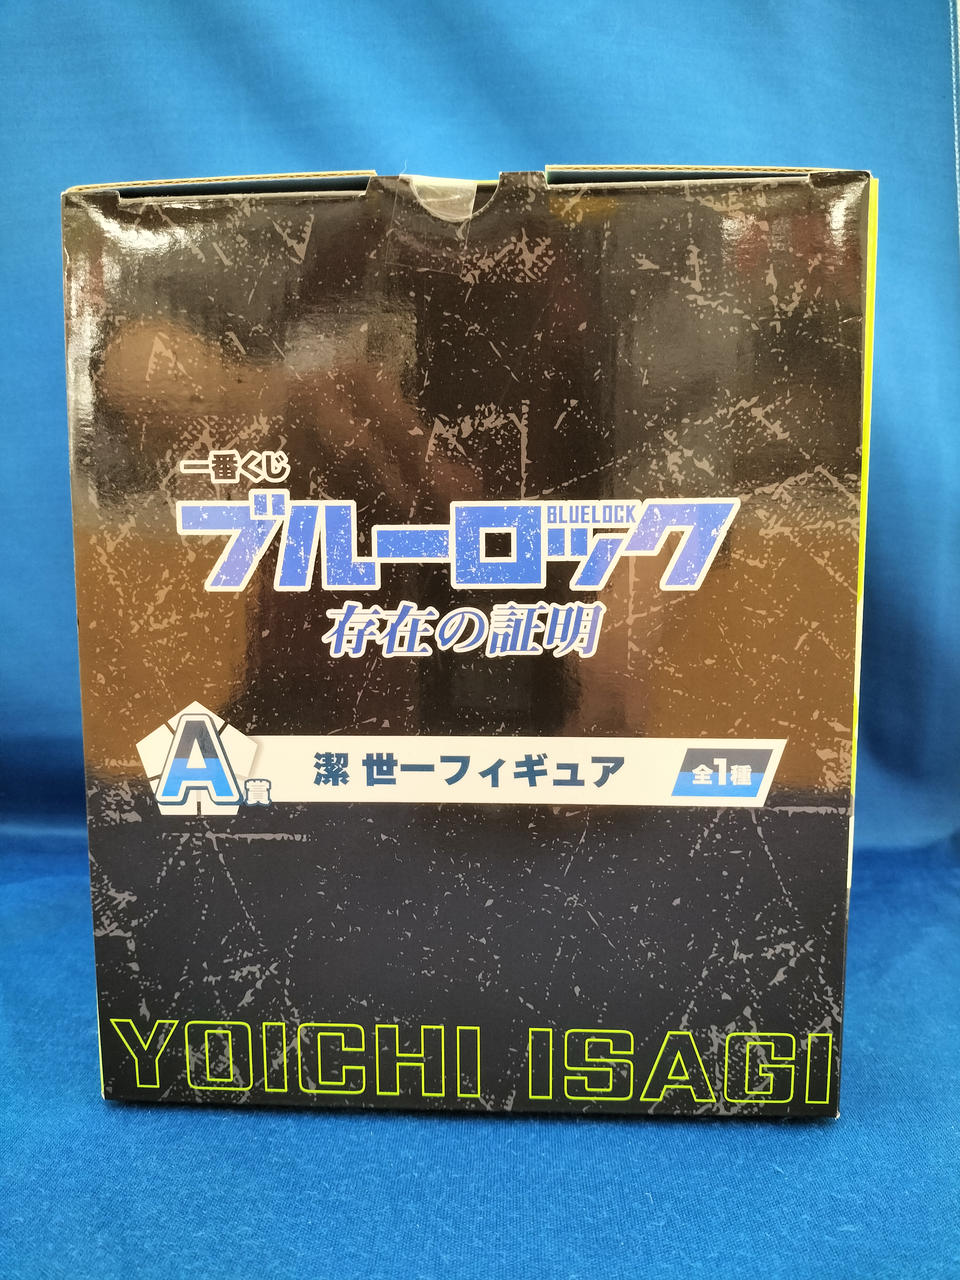 一番くじ
ブルーロック
BLUELOCK
存在の証明
A賞
潔 世一フィギュア
全1種
YOICHI ISAGI